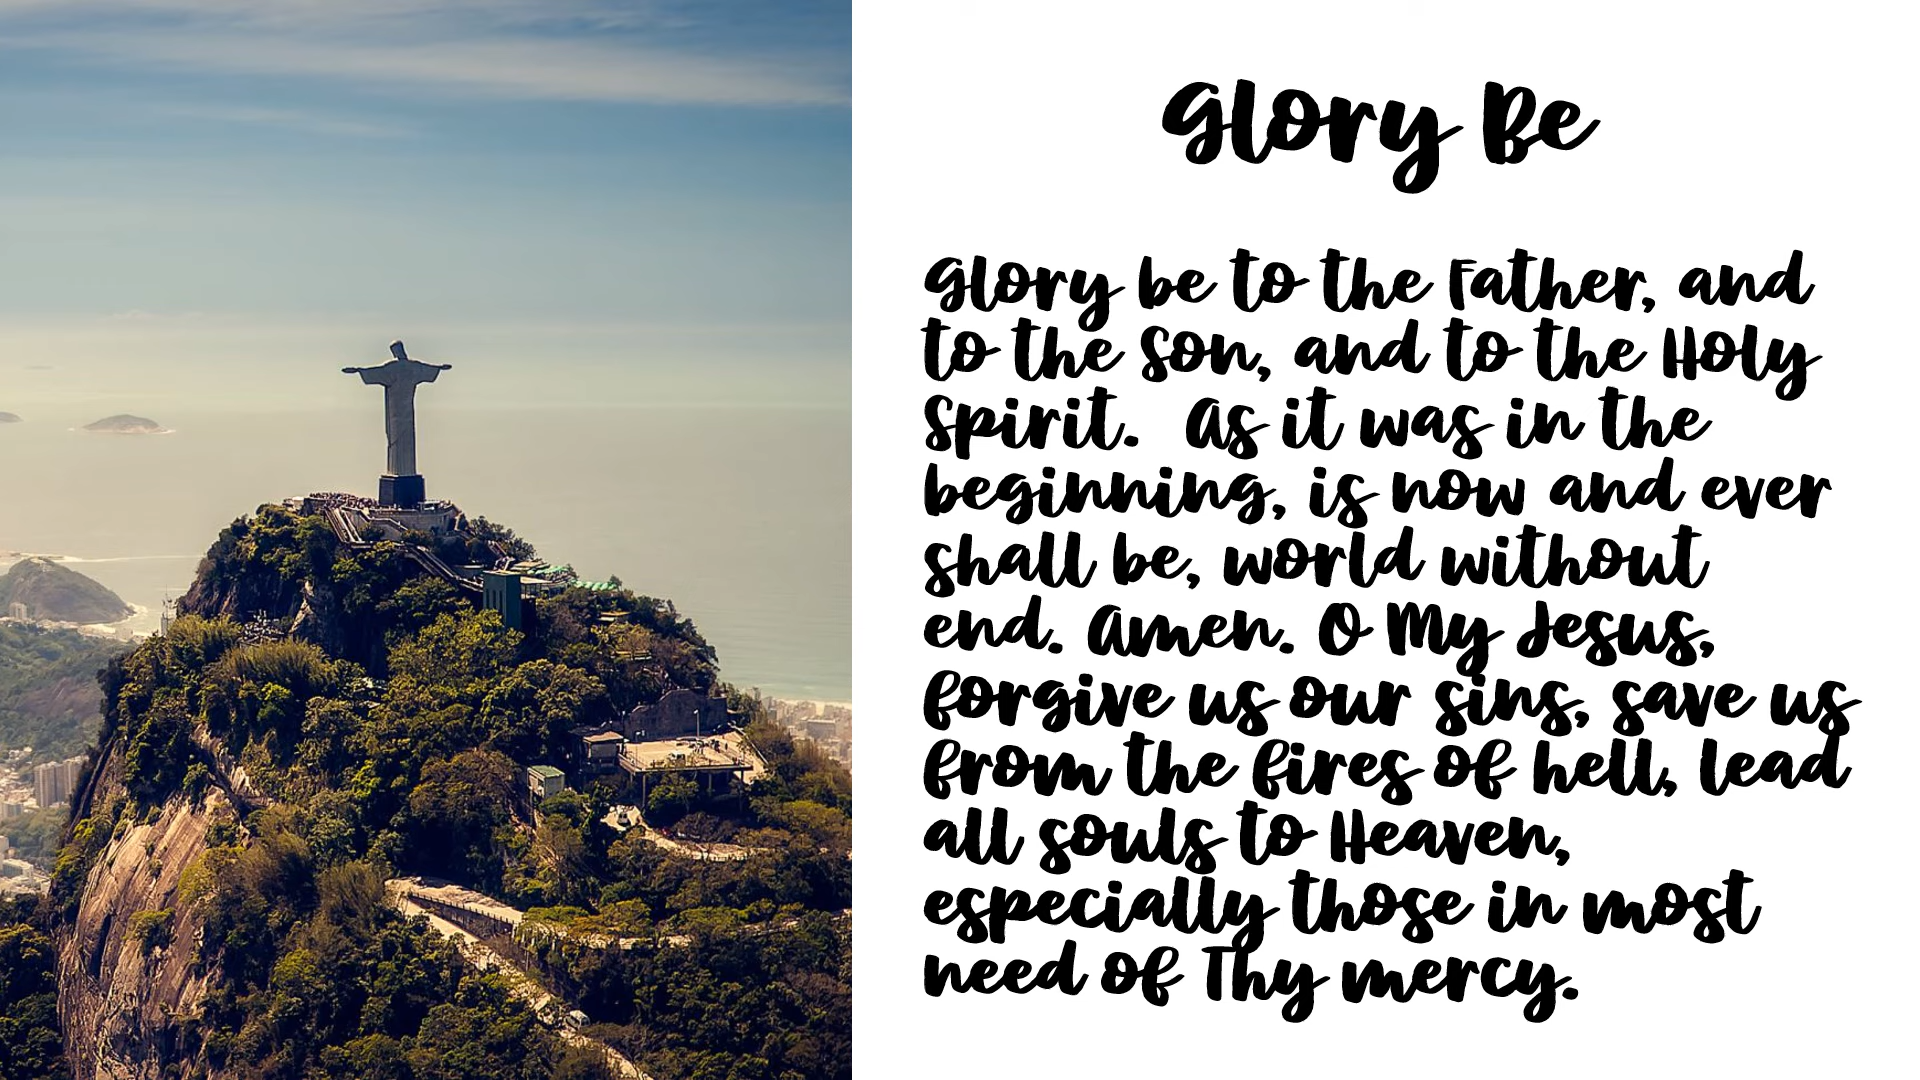 Glory Be
Glory be to the Father, and
to the Son, and to the Holy
Spirit.  As it was in the
beginning, is now and ever
shall be, world without
end. Amen. O My Jesus,
forgive us our sins, save us
from the fires of hell, lead
all souls to Heaven,
especially those in most
need of Thy mercy.